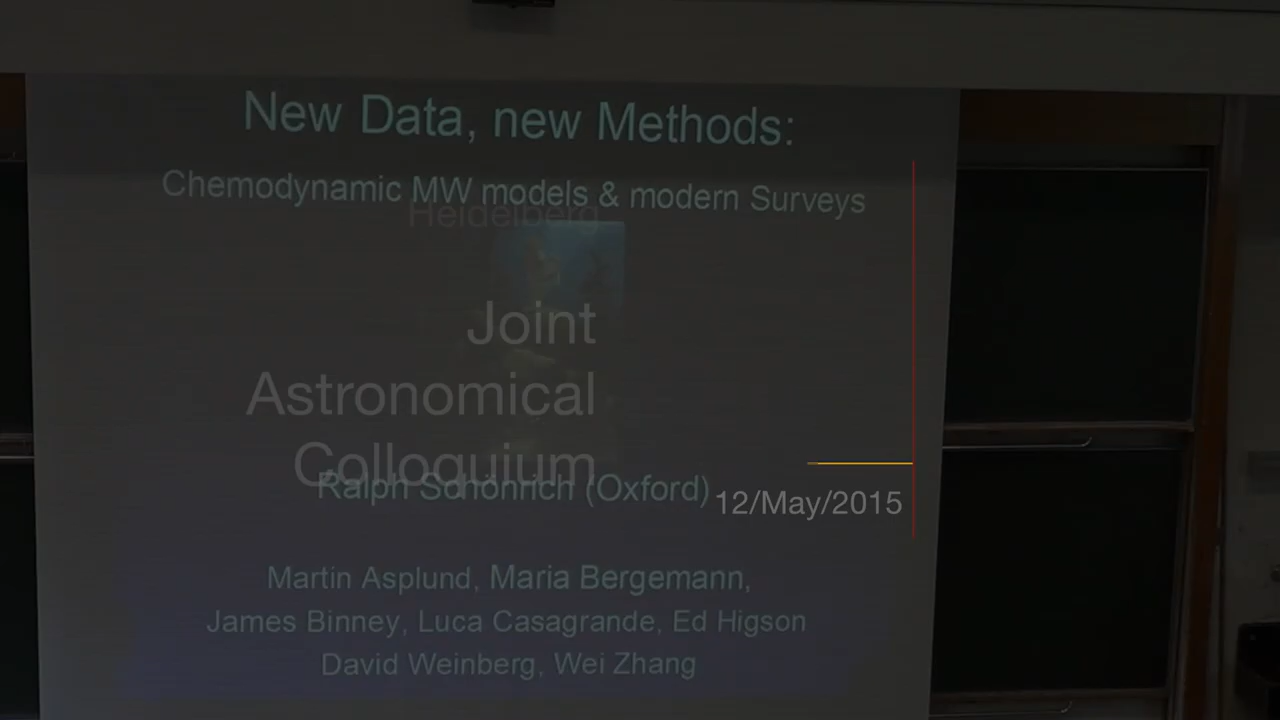 New Data, new Methods:
Chemodynamic MW models & modern Surveys
Heidelberg
Joint
Astronomical
Colloquium
Ralph Schönrich (Oxford)
12/May/2015
Martin Asplund, Maria Bergemann,
James Binney, Luca Casagrande, Ed Higson
David Weinberg, Wei Zhang